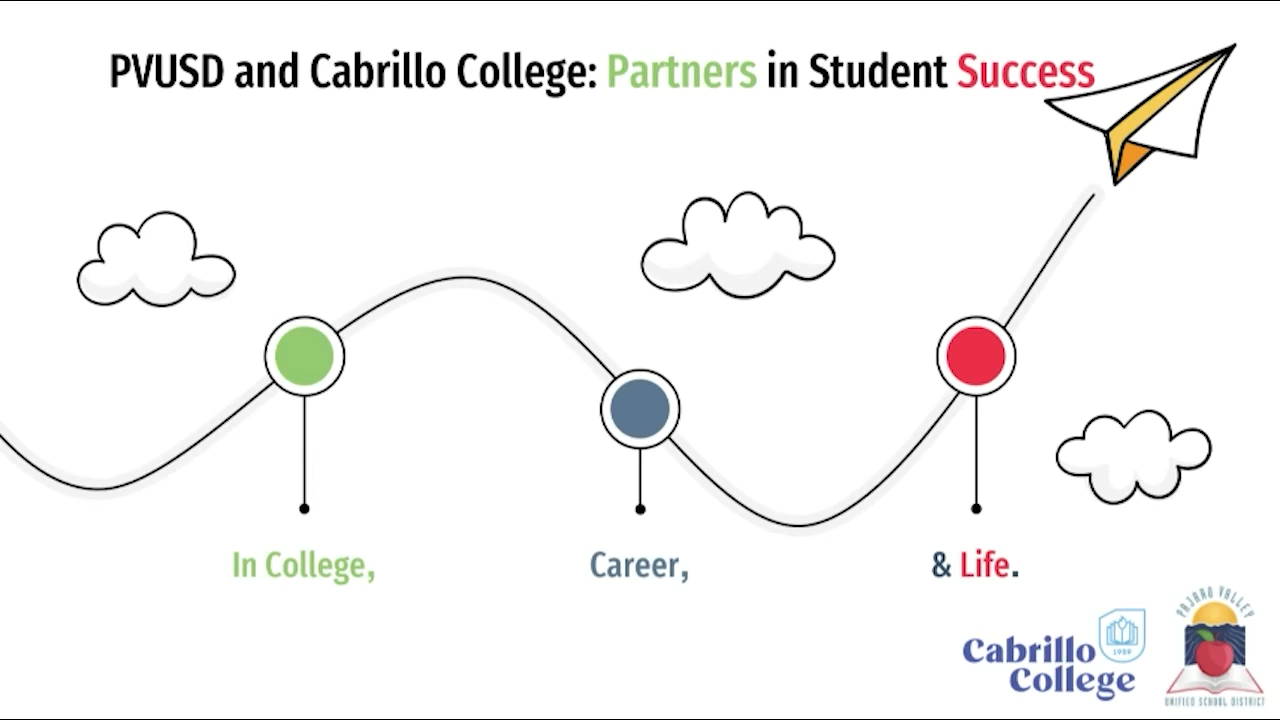 PVUSD and Cabrillo College: Partners in Student Success
In College,
Career,
& Life.
Cabrillo
College
1959
PAJARO VALLEY
UNIFIED SCHOOL DISTRICT